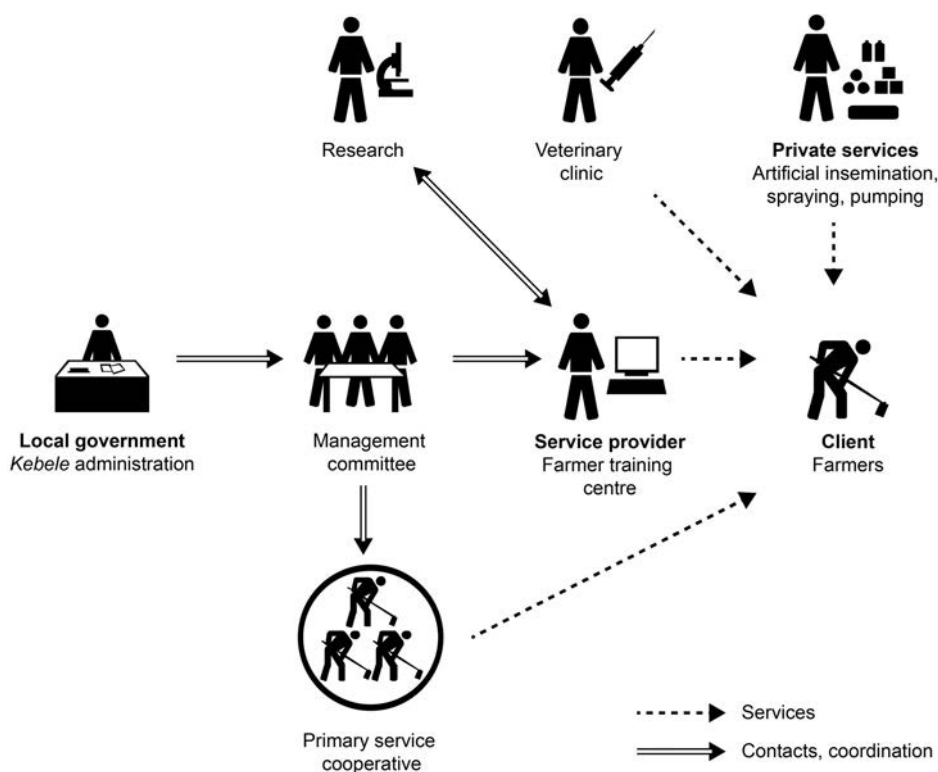 Research
Veterinary
clinic
Private services
Artificial insemination,
spraying, pumping
Local government
Kebele administration
Management
committee
Service provider
Farmer training
centre
Client
Farmers
Primary service
cooperative
Services
Contacts, coordination